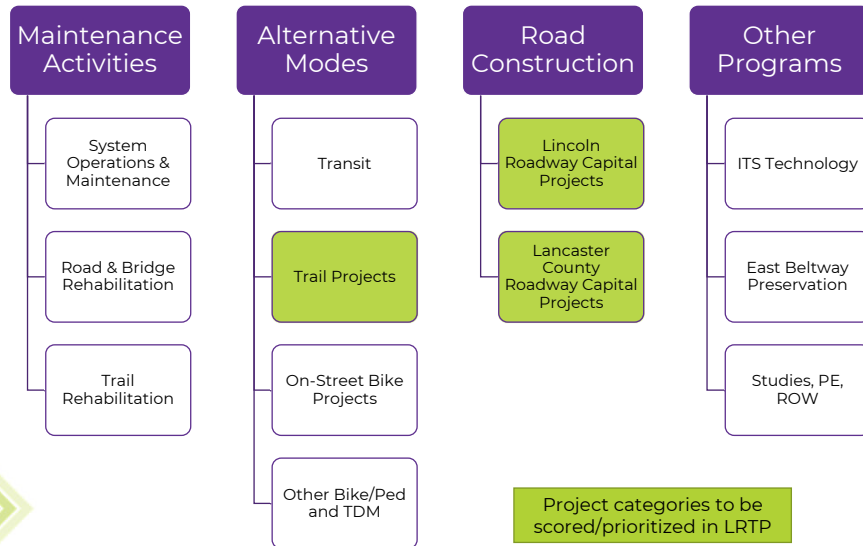 Maintenance
Activities
System
Operations &
Maintenance
Road & Bridge
Rehabilitation
Trail
Rehabilitation
Alternative
Modes
Transit
Trail Projects
On-Street Bike
Projects
Other Bike/Ped
and TDM
Road
Construction
Lincoln
Roadway Capital
Projects
Lancaster
County
Roadway Capital
Projects
Other
Programs
ITS Technology
East Beltway
Preservation
Studies, PE,
ROW
Project categories to be
scored/prioritized in LRTP